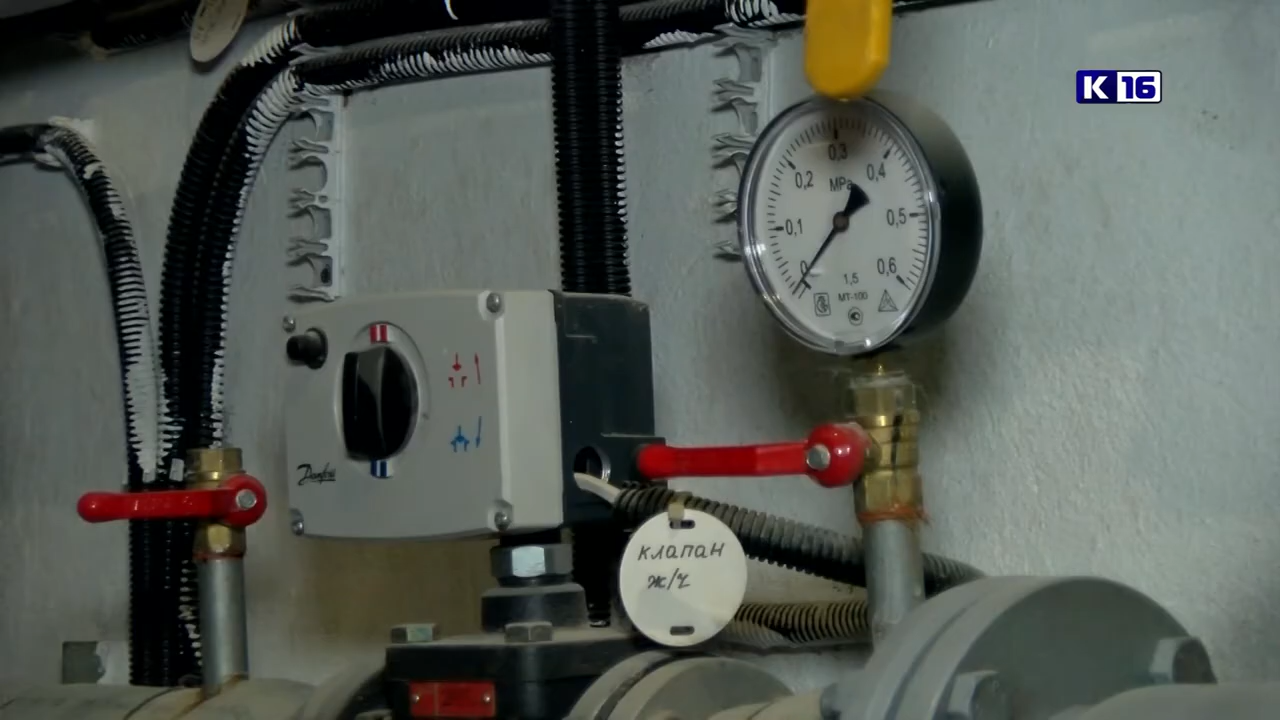 K 16
0,3
0,2
0,4
MPa
0,1
0,5
0
0,6
1,5
МТ-100
Danfoss
клапан
ж/ч